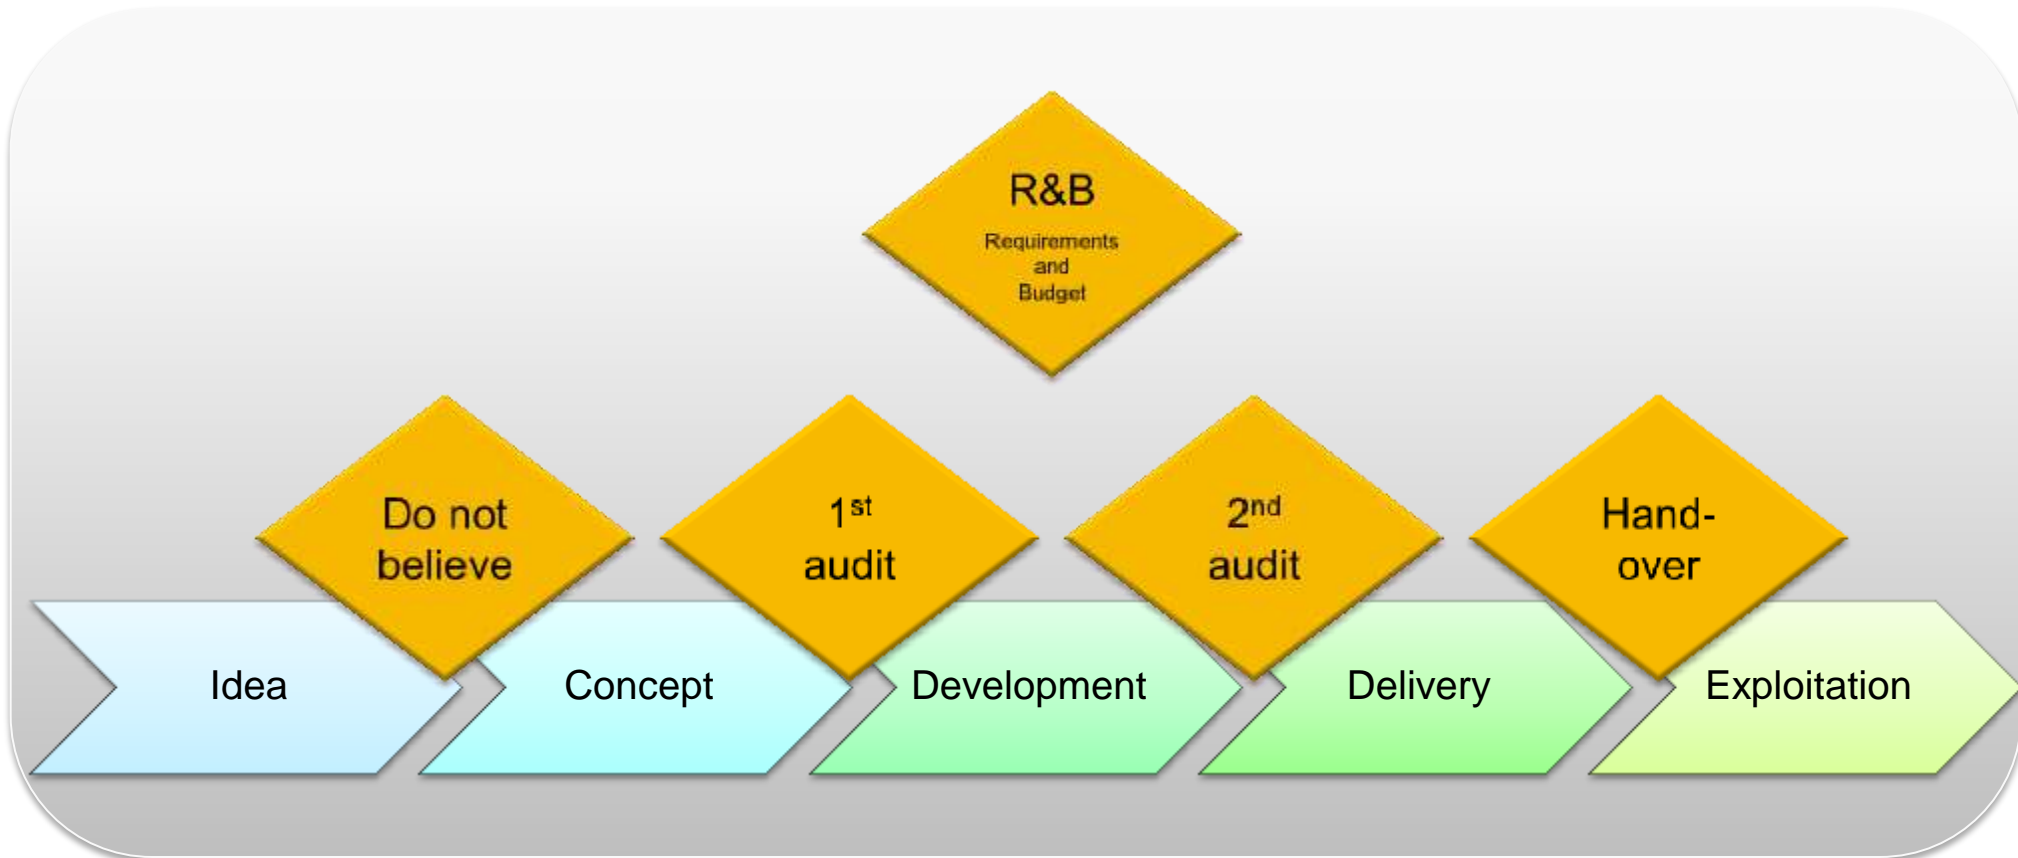 R&B
Requirements
and
Budget
Do not
believe
1st
audit
2nd
audit
Hand-
over
Idea
Concept
Development
Delivery
Exploitation